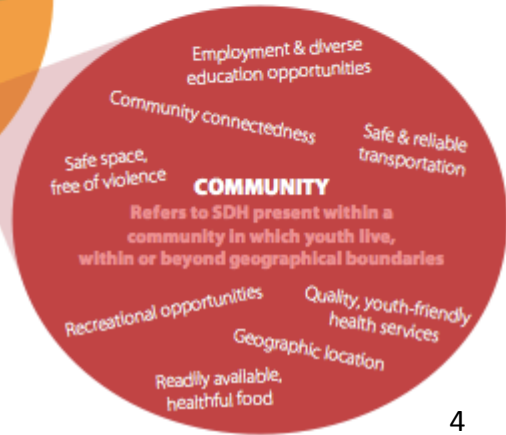 Employment & diverse
education opportunities
Community connectedness
Safe & reliable
transportation
Safe space,
free of violence
COMMUNITY
Refers to SDH present within a
community in which youth live,
within or beyond geographical boundaries
Recreational opportunities
Quality, youth-friendly
health services
Geographic location
Readily available,
healthful food
4